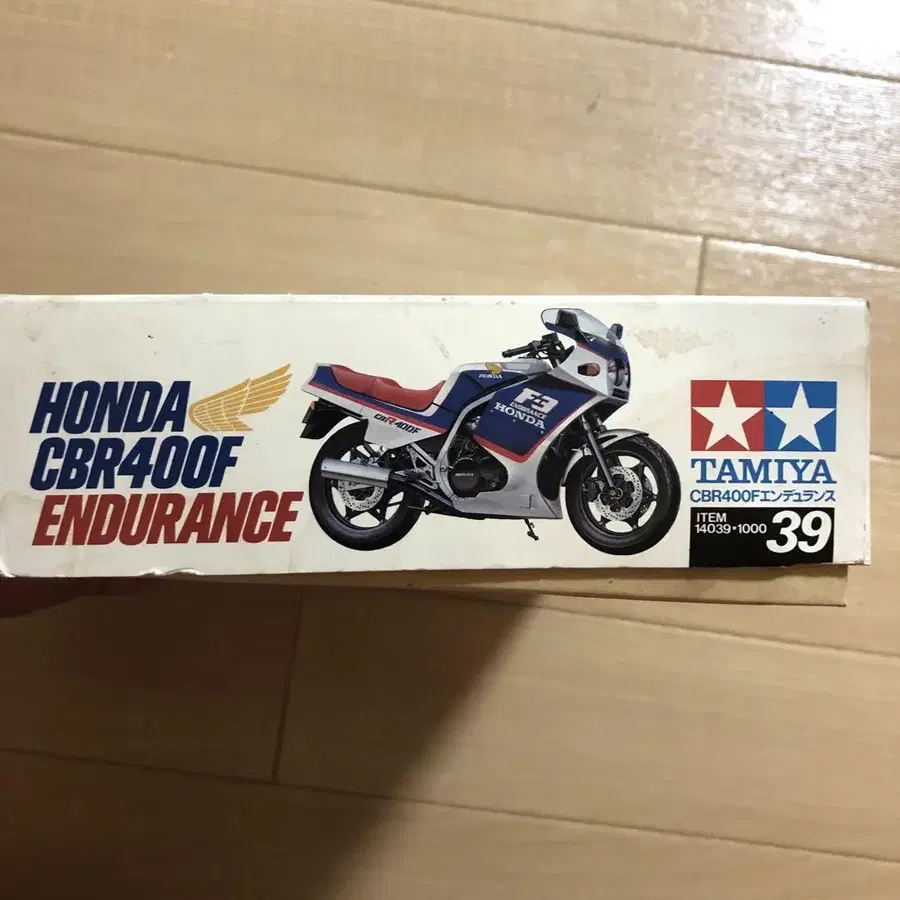 HONDA
CBR400F
ENDURANCE
HONDA
F3
ENDURANCE
HONDA
CBR400F
TAMIYA
CBR400Fエンデュランス
ITEM
14039•1000
39